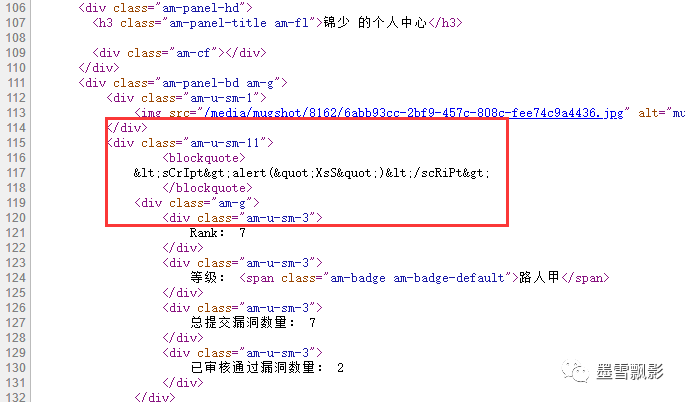 106 <div class="am-panel-hd">
107 <h3 class="am-panel-title am-fl">锦少 的个人中心</h3>
108
109 <div class="am-cf"></div>
110 </div>
111 <div class="am-panel-bd am-g">
112 <div class="am-u-sm-1">
113 <img src="/media/mugshot/8162/6abb93cc-2bf9-457c-808c-fee74c9a4436.jpg" alt="mu
114 </div>
115 <div class="am-u-sm-11">
116 <blockquote>
117 &lt;sCrIpt&gt;alert(&quot;XsS&quot;)&lt;/scRiPt&gt;
118 </blockquote>
119 <div class="am-g">
120 <div class="am-u-sm-3">
121 Rank: 7
122 </div>
123 <div class="am-u-sm-3">
124 等级: <span class="am-badge am-badge-default">路人甲</span>
125 </div>
126 <div class="am-u-sm-3">
127 总提交漏洞数量: 7
128 </div>
129 <div class="am-u-sm-3">
130 已审核通过漏洞数量: 2
131 </div>
132 </div>
墨雪飘影